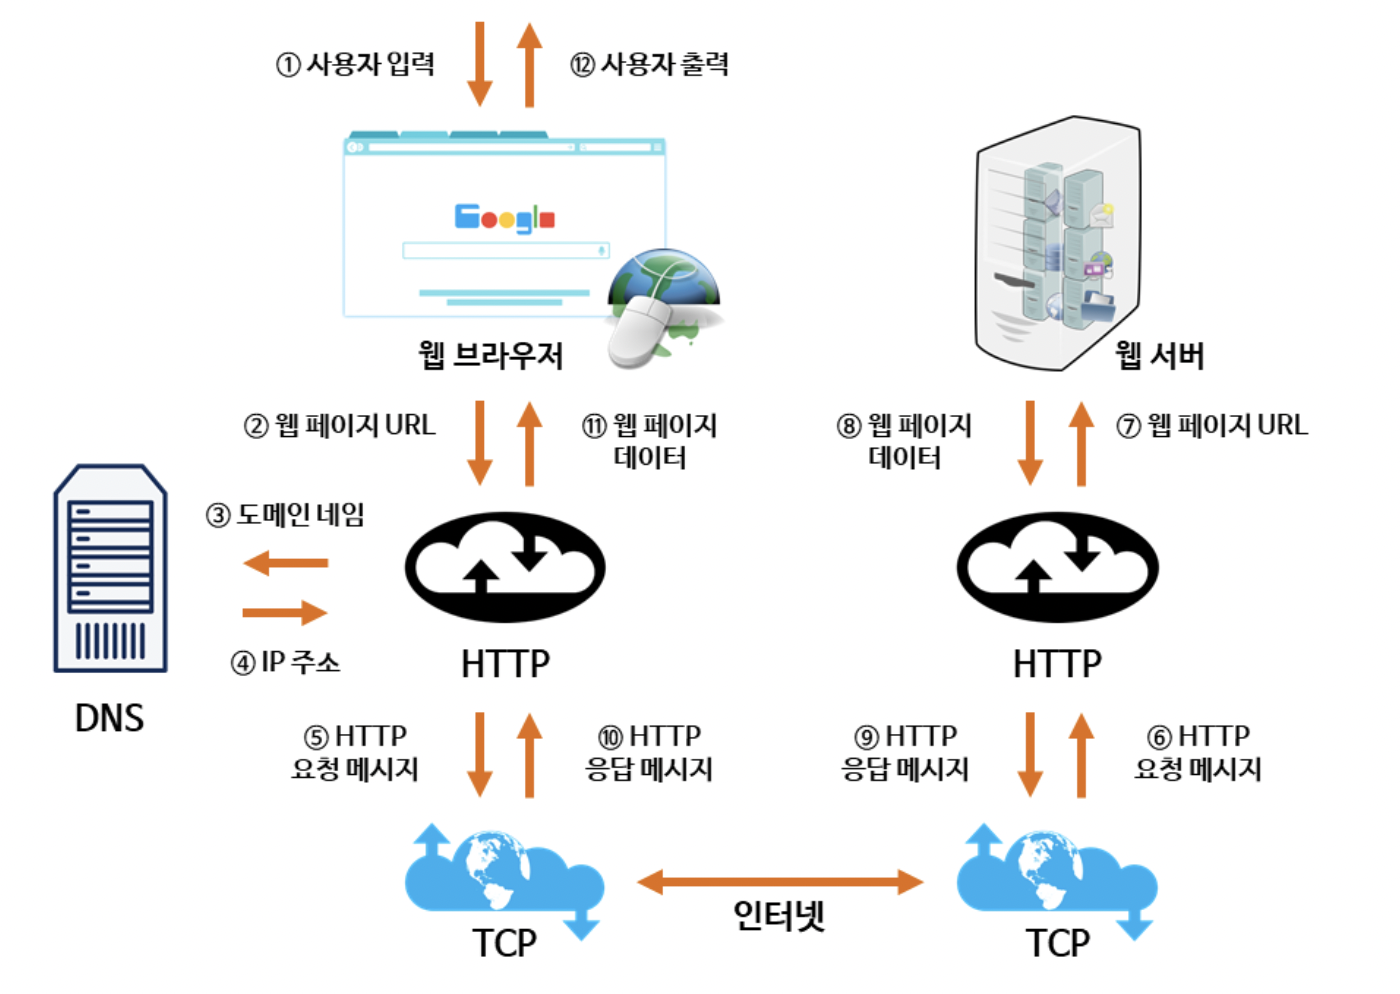 ① 사용자 입력
⑫ 사용자 출력
Google
웹 브라우저
웹 서버
② 웹 페이지 URL
⑪ 웹 페이지
데이터
⑧ 웹 페이지
데이터
⑦ 웹 페이지 URL
③ 도메인 네임
④ IP 주소
DNS
HTTP
HTTP
⑤ HTTP
요청 메시지
⑩ HTTP
응답 메시지
⑨ HTTP
응답 메시지
⑥ HTTP
요청 메시지
인터넷
TCP
TCP